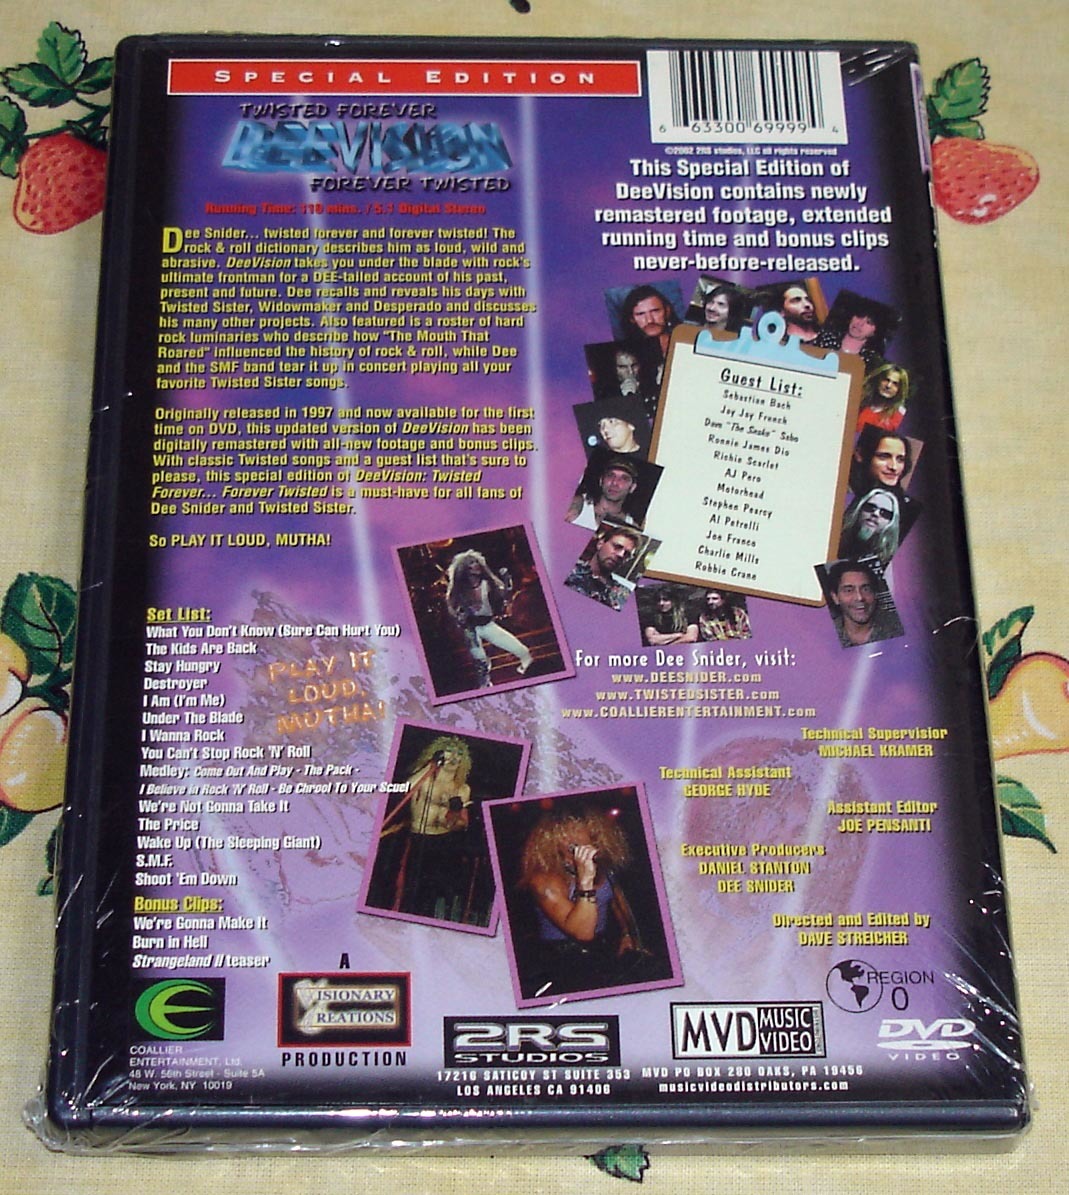 SPECIAL EDITION
6 63300 69999 4
©2002 2RS studios, LLC all rights reserved
TWISTED FOREVER
DEEVISION
FOREVER TWISTED
Running Time: 110 mins. / 5.1 Digital Stereo
Dee Snider... twisted forever and forever twisted! The
rock & roll dictionary describes him as loud, wild and
abrasive. DeeVision takes you under the blade with rock's
ultimate frontman for a DEE-tailed account of his past,
present and future. Dee recalls and reveals his days with
Twisted Sister, Widowmaker and Desperado and discusses
his many other projects. Also featured is a roster of hard
rock luminaries who describe how "The Mouth That
Roared" influenced the history of rock & roll, while Dee
and the SMF band tear it up in concert playing all your
favorite Twisted Sister songs.
Originally released in 1997 and now available for the first
time on DVD, this updated version of DeeVision has been
digitally remastered with all-new footage and bonus clips.
With classic Twisted songs and a guest list that's sure to
please, this special edition of DeeVision: Twisted
Forever... Forever Twisted is a must-have for all fans of
Dee Snider and Twisted Sister.
So PLAY IT LOUD, MUTHA!
This Special Edition of
DeeVision contains newly
remastered footage, extended
running time and bonus clips
never-before-released.
Guest List:
Sebastian Bach
Jay Jay French
Dave "The Snake" Sabo
Ronnie James Dio
Richie Scarlet
AJ Pero
Motorhead
Stephen Pearcy
Al Pitrelli
Joe Franco
Charlie Mills
Robbie Crane
Set List:
What You Don't Know (Sure Can Hurt You)
The Kids Are Back
Stay Hungry
Destroyer
I Am (I'm Me)
Under The Blade
I Wanna Rock
You Can't Stop Rock 'N' Roll
Medley: Come Out And Play - The Pack -
I Believe in Rock 'N' Roll - Be Chrool To Your Scuel
We're Not Gonna Take It
The Price
Wake Up (The Sleeping Giant)
S.M.F.
Shoot 'Em Down
Bonus Clips:
We're Gonna Make It
Burn in Hell
Strangeland II teaser
PLAY IT
LOUD,
MUTHA!
For more Dee Snider, visit:
www.DEESNIDER.com
www.TWISTEDSISTER.com
www.COALLIERENTERTAINMENT.com
Technical Supervisior
MICHAEL KRAMER
Technical Assistant
GEORGE HYDE
Assistant Editor
JOE PENSANTI
Executive Producers
DANIEL STANTON
DEE SNIDER
Directed and Edited by
DAVE STREICHER
REGION
0
DVD
VIDEO
COALLIER
ENTERTAINMENT, Ltd.
48 W. 56th Street - Suite 5A
New York, NY 10019
A
VISIONARY
CREATIONS
PRODUCTION
2RS
STUDIOS
17216 SATICOY ST SUITE 353
LOS ANGELES CA 91406
MVD MUSIC
VIDEO
MVD PO BOX 280 OAKS, PA 19456
musicvideodistributors.com